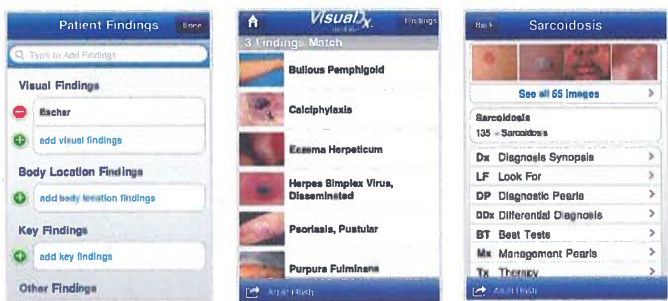 Patient Findings
Done
Type to Add Findings
Visual Findings
Eschar
add visual findings
Body Location Findings
add body location findings
Key Findings
add key findings
Other Findings
VisualDx
Findings
3 Findings Match
Bullous Pemphigoid
Calciphylaxis
Eczema Herpeticum
Herpes Simplex Virus,
Disseminated
Psoriasis, Pustular
Purpura Fulminans
Back
Sarcoidosis
See all 65 images
Sarcoidosis
135 – Sarcoidosis
Dx Diagnosis Synopsis
LF Look For
DP Diagnostic Pearls
DDx Differential Diagnosis
BT Best Tests
Mx Management Pearls
Tx Therapy